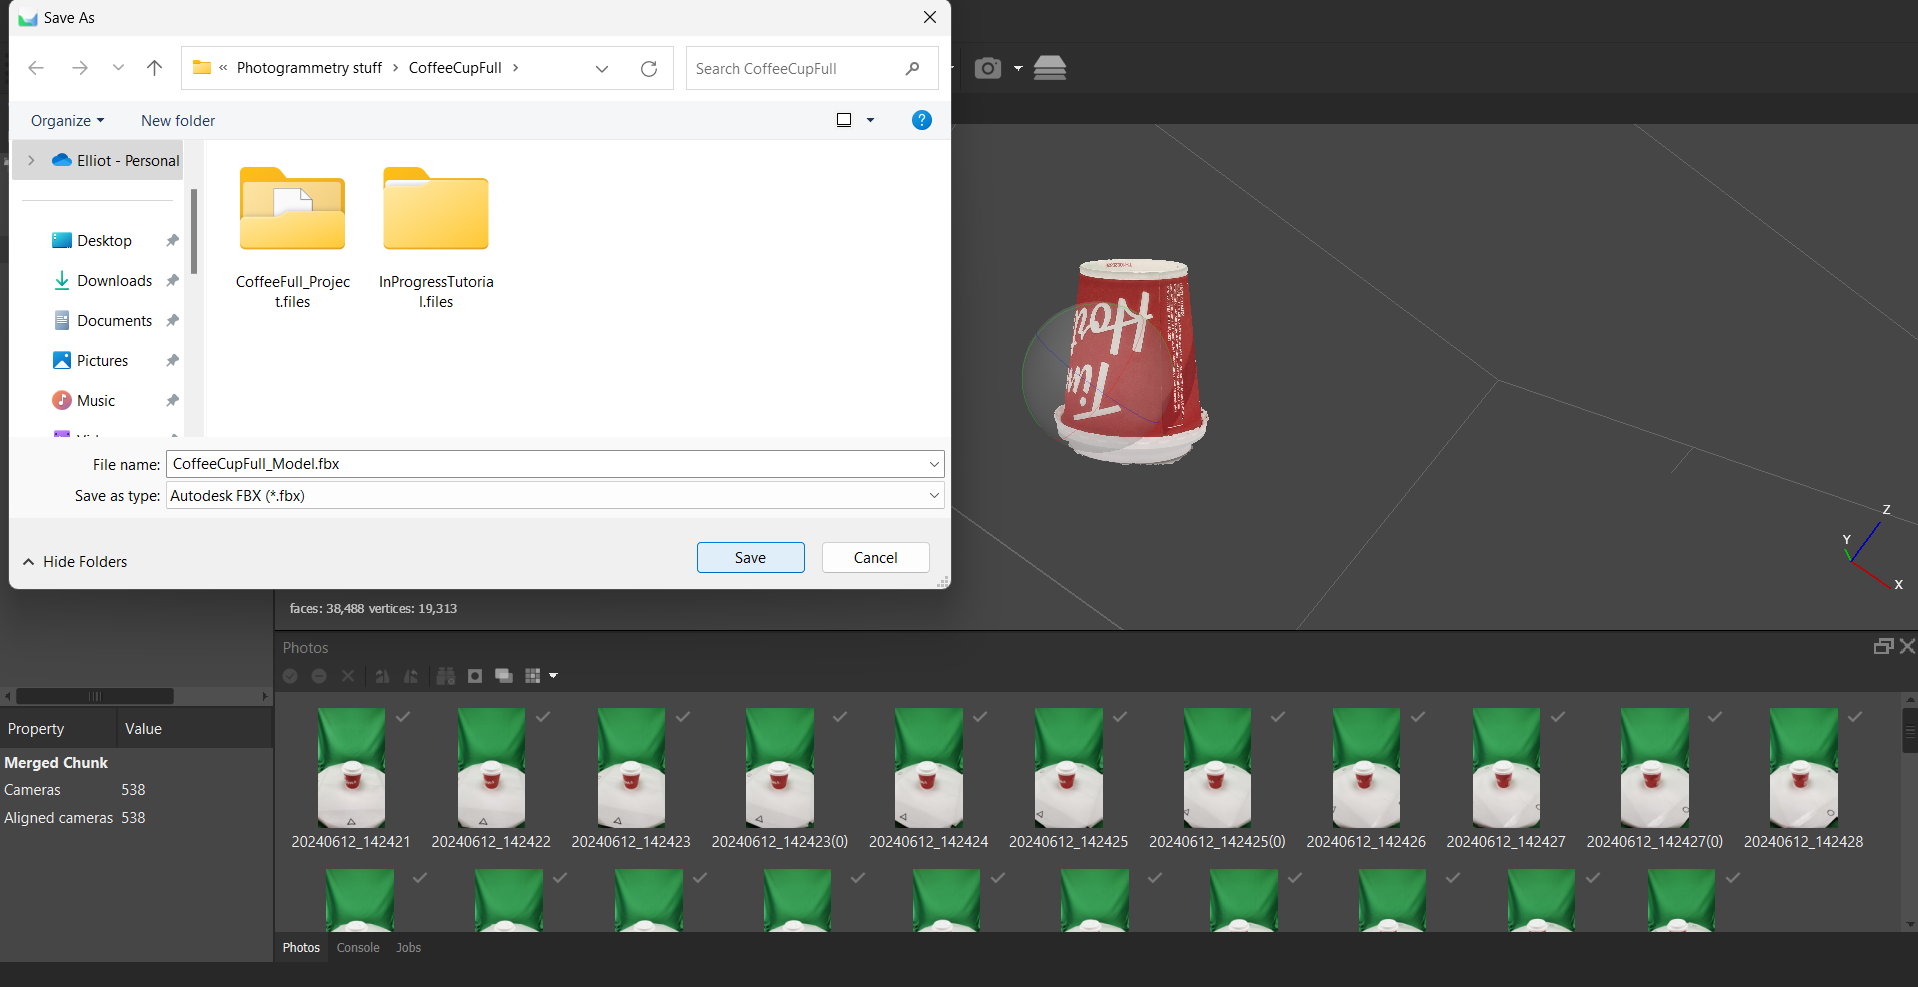 Save As
« Photogrammetry stuff > CoffeeCupFull >
Search CoffeeCupFull
Organize
New folder
?
Elliot - Personal
Desktop
Downloads
Documents
Pictures
Music
CoffeeFull_Projec
t.files
InProgressTutoria
l.files
File name: CoffeeCupFull_Model.fbx
Save as type: Autodesk FBX (*.fbx)
Hide Folders
Save
Cancel
Tim
Z
Y
X
faces: 38,488 vertices: 19,313
Photos
Property Value
Merged Chunk
Cameras 538
Aligned cameras 538
20240612_142421
20240612_142422
20240612_142423
20240612_142423(0)
20240612_142424
20240612_142425
20240612_142425(0)
20240612_142426
20240612_142427
20240612_142427(0)
20240612_142428
Photos Console Jobs